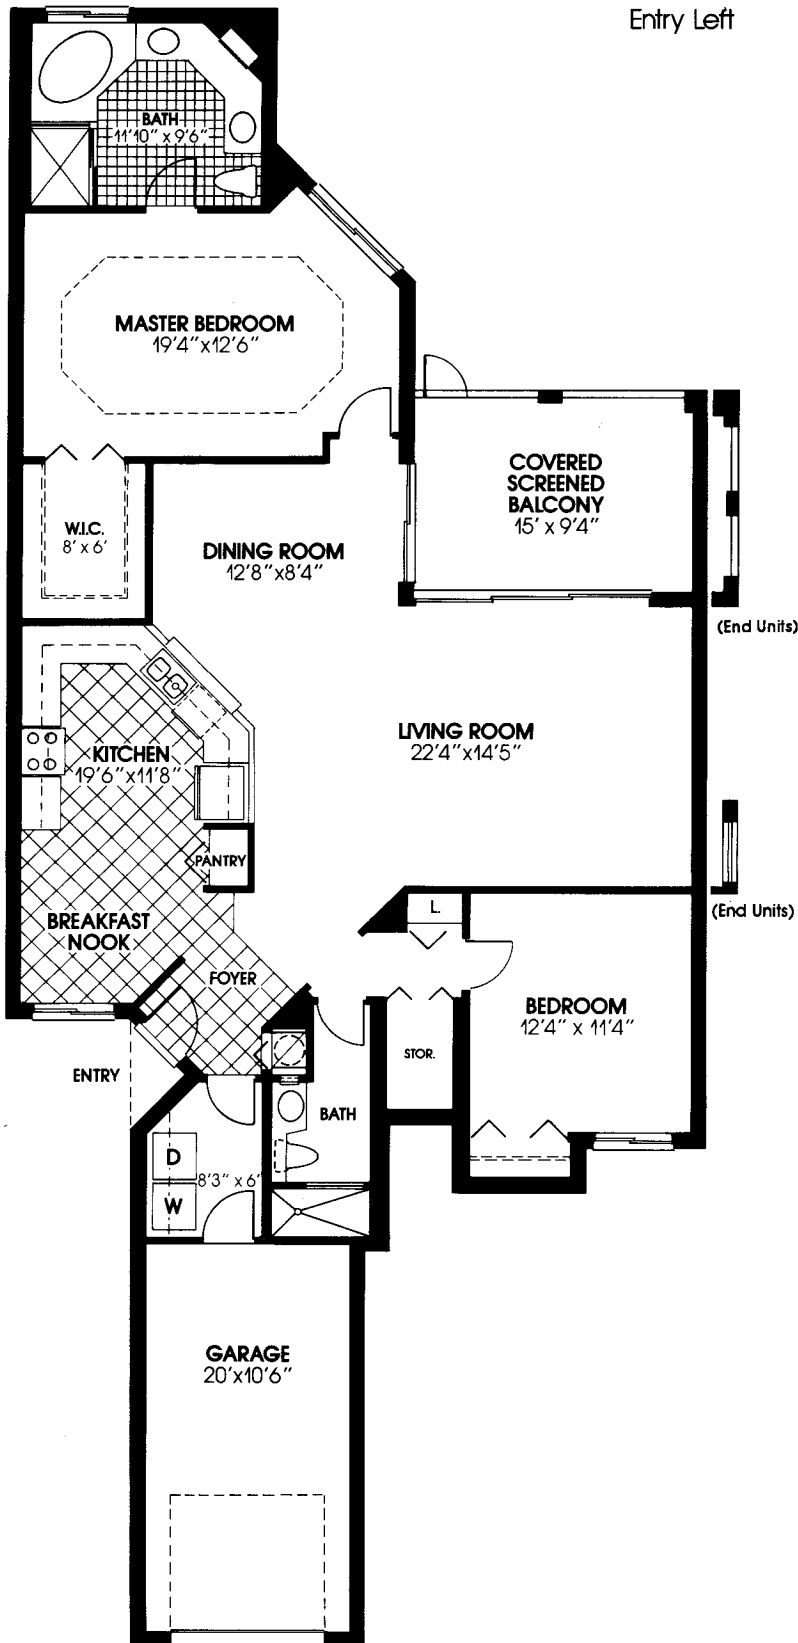 Entry Left
BATH
11'10" x 9'6"
MASTER BEDROOM
19'4"x12'6"
COVERED
SCREENED
BALCONY
15' x 9'4"
W.I.C.
8' x 6'
DINING ROOM
12'8"x8'4"
(End Units)
LIVING ROOM
22'4"x14'5"
KITCHEN
19'6"x11'8"
PANTRY
BREAKFAST
NOOK
L.
(End Units)
FOYER
BEDROOM
12'4" x 11'4"
STOR.
ENTRY
BATH
D
8'3" x 6'
W
GARAGE
20'x10'6"